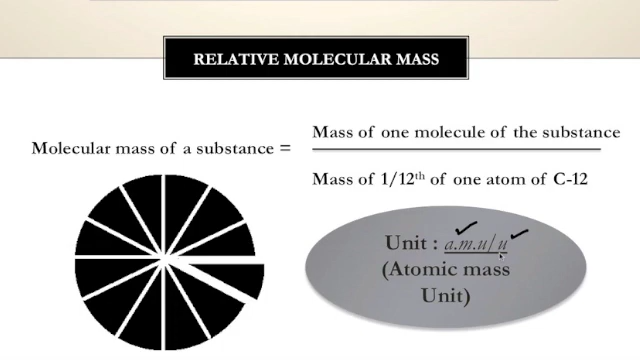 RELATIVE MOLECULAR MASS
Molecular mass of a substance =
Mass of one molecule of the substance
Mass of 1/12th of one atom of C-12
Unit : a.m.u/u
(Atomic mass
Unit)